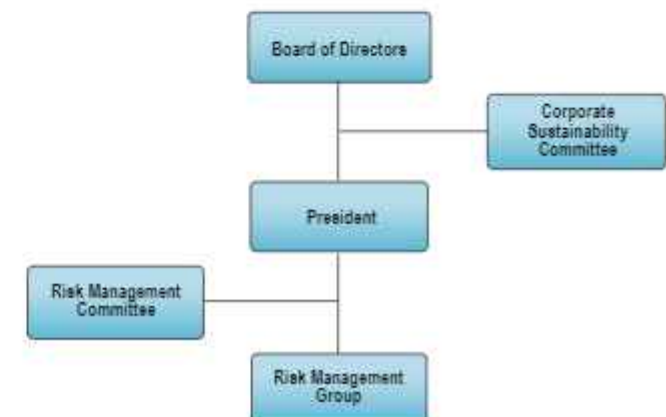 Board of Directors
Corporate
Sustainability
Committee
President
Risk Management
Committee
Risk Management
Group